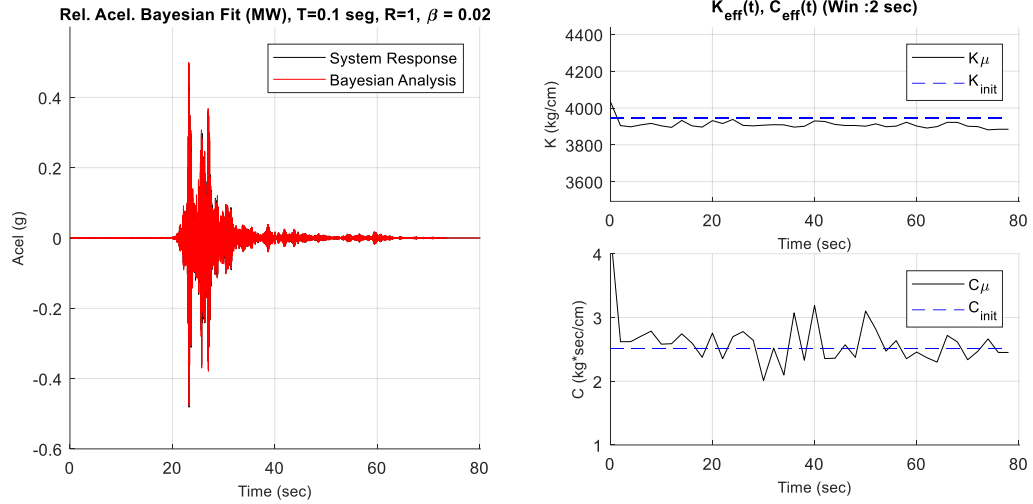 Rel. Acel. Bayesian Fit (MW), T=0.1 seg, R=1, β = 0.02
System Response
Bayesian Analysis
Acel (g)
0.4
0.2
0
-0.2
-0.4
-0.6
0 20 40 60 80
Time (sec)
K_eff(t), C_eff(t) (Win :2 sec)
Kμ
K_init
K (kg/cm)
4400
4200
4000
3800
3600
0 20 40 60 80
Time (sec)
Cμ
C_init
C (kg*sec/cm)
4
3
2
1
0 20 40 60 80
Time (sec)